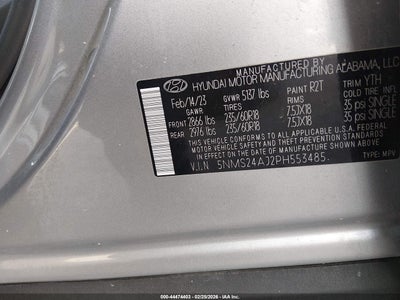 MANUFACTURED BY
HYUNDAI MOTOR MANUFACTURING ALABAMA, LLC
Feb/14/23 GVWR 5137 lbs PAINT R2T TRIM YTH
GAWR TIRES RIMS
FRONT 2866 lbs 235/60R18 7.5JX18 35 psi SINGLE
REAR 2976 lbs 235/60R18 7.5JX18 35 psi SINGLE
THIS VEHICLE CONFORMS TO ALL APPLICABLE U.S.A. FEDERAL
MOTOR VEHICLE SAFETY AND THEFT PREVENTION STANDARDS
IN EFFECT ON THE DATE OF MANUFACTURE SHOWN ABOVE.
V.I.N 5NMS24AJ2PH553485. TYPE: MPV
000-44474403 - 02/20/2026 - IAAI Inc. - Copart